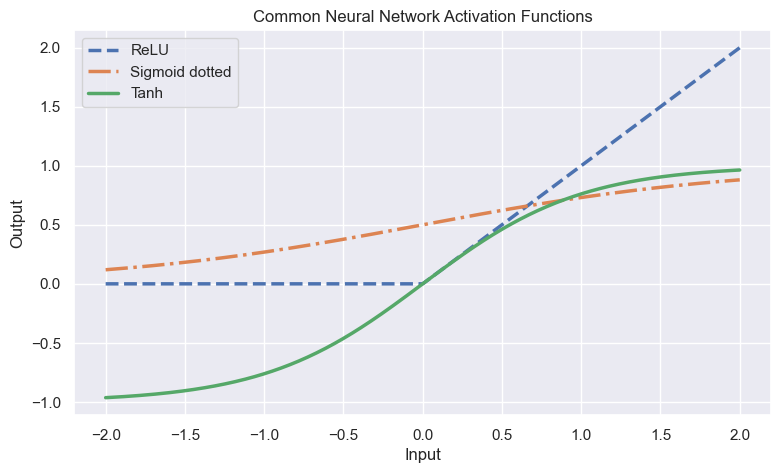 Common Neural Network Activation Functions
ReLU
Sigmoid dotted
Tanh
2.0
1.5
1.0
0.5
0.0
−0.5
−1.0
Output
−2.0 −1.5 −1.0 −0.5 0.0 0.5 1.0 1.5 2.0
Input